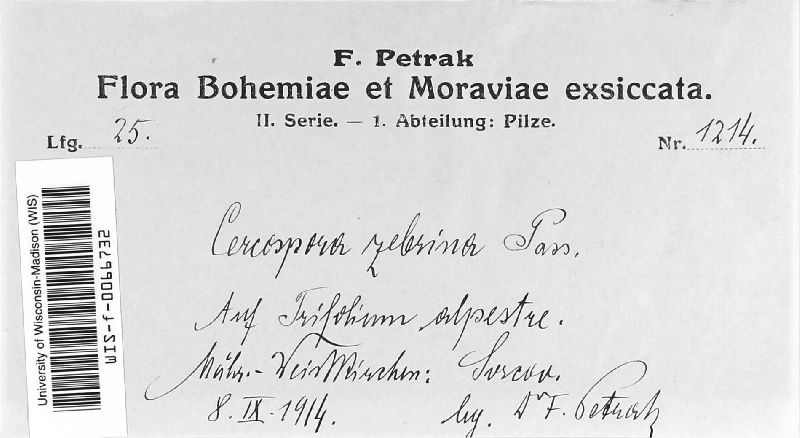 F. Petrak
Flora Bohemiae et Moraviae exsiccata.
II. Serie. — 1. Abteilung: Pilze.
Lfg. 25.
Nr. 1214.
Cercospora zebrina Pass.
Auf Trifolium alpestre.
Mähr.-Weisskirchen:
8. IX. 1914. leg. Dr F. Petrak
University of Wisconsin-Madison (WIS)
WIS-f-0066732